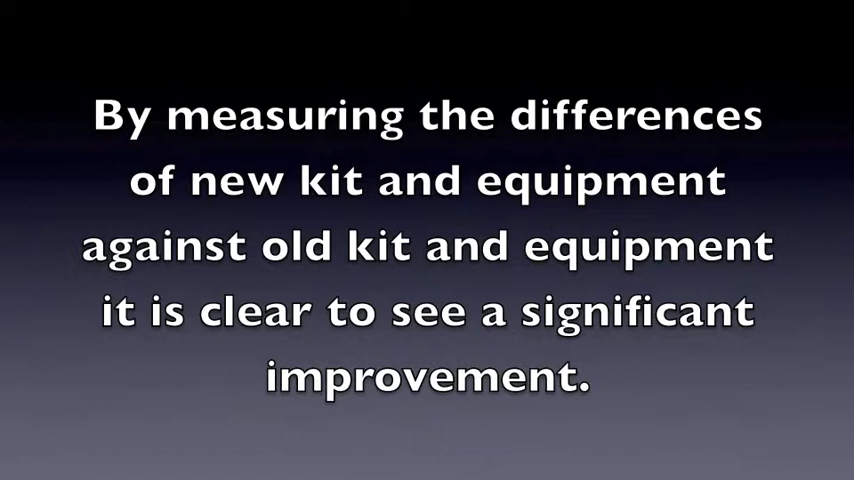 By measuring the differences
of new kit and equipment
against old kit and equipment
it is clear to see a significant
improvement.